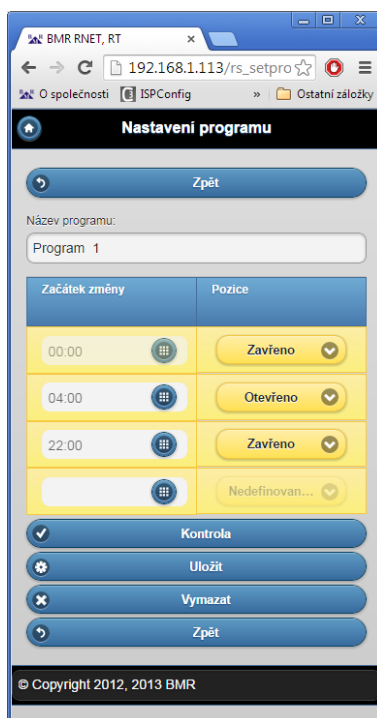 BMR RNET, RT
192.168.1.113/rs_setpro
O společnosti ISPConfig » Ostatní záložky
Nastavení programu
Zpět
Název programu:
Program 1
Začátek změny Pozice
00:00 Zavřeno
04:00 Otevřeno
22:00 Zavřeno
Nedefinovan...
Kontrola
Uložit
Vymazat
Zpět
© Copyright 2012, 2013 BMR